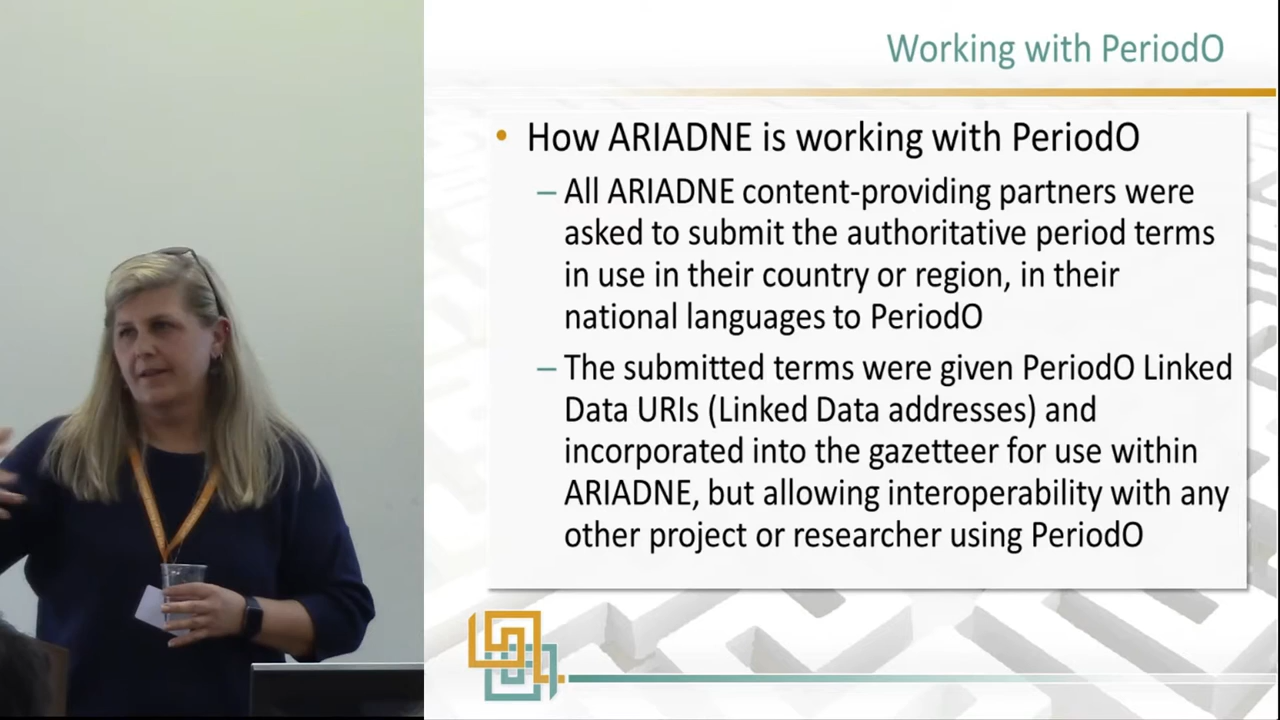 Working with PeriodO
• How ARIADNE is working with PeriodO
– All ARIADNE content-providing partners were
asked to submit the authoritative period terms
in use in their country or region, in their
national languages to PeriodO
– The submitted terms were given PeriodO Linked
Data URIs (Linked Data addresses) and
incorporated into the gazetteer for use within
ARIADNE, but allowing interoperability with any
other project or researcher using PeriodO